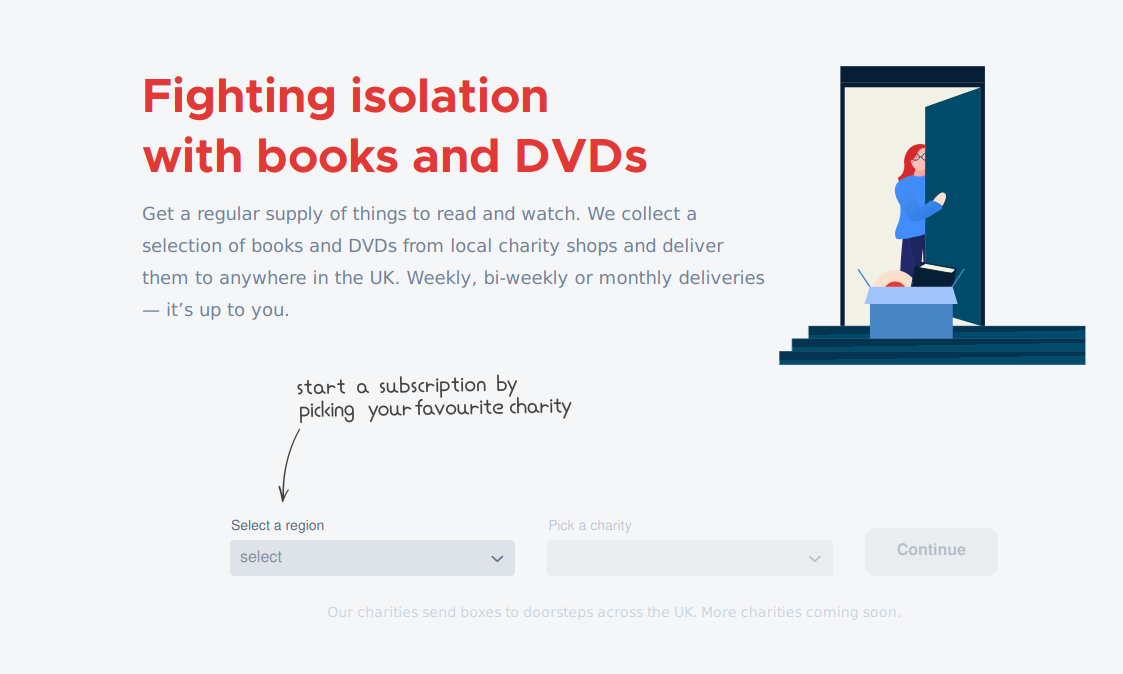 Fighting isolation
with books and DVDs
Get a regular supply of things to read and watch. We collect a
selection of books and DVDs from local charity shops and deliver
them to anywhere in the UK. Weekly, bi-weekly or monthly deliveries
— it’s up to you.
start a subscription by
picking your favourite charity
Select a region
Pick a charity
select
Continue
Our charities send boxes to doorsteps across the UK. More charities coming soon.